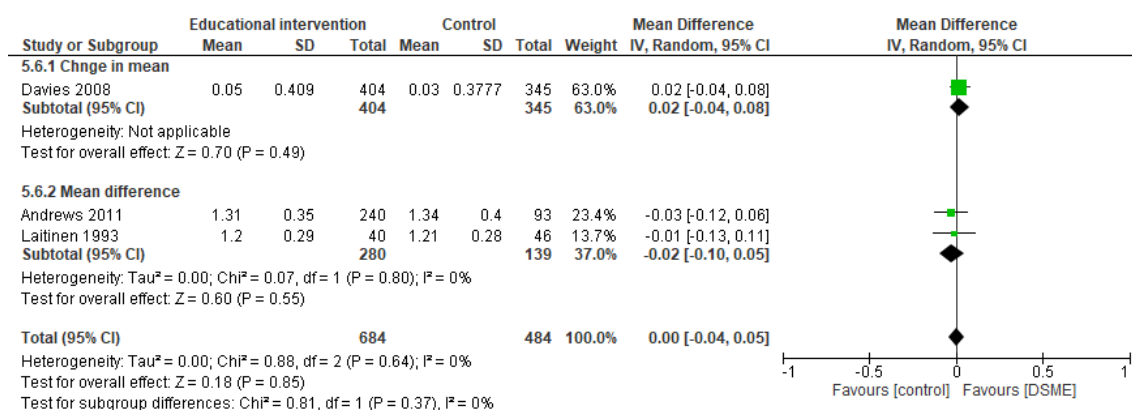 Educational intervention Control Mean Difference Mean Difference
Study or Subgroup Mean SD Total Mean SD Total Weight IV, Random, 95% CI IV, Random, 95% CI
5.6.1 Chnge in mean
Davies 2008 0.05 0.409 404 0.03 0.3777 345 63.0% 0.02 [-0.04, 0.08]
Subtotal (95% CI) 404 345 63.0% 0.02 [-0.04, 0.08]
Heterogeneity: Not applicable
Test for overall effect: Z = 0.70 (P = 0.49)
5.6.2 Mean difference
Andrews 2011 1.31 0.35 240 1.34 0.4 93 23.4% -0.03 [-0.12, 0.06]
Laitinen 1993 1.2 0.29 40 1.21 0.28 46 13.7% -0.01 [-0.13, 0.11]
Subtotal (95% CI) 280 139 37.0% -0.02 [-0.10, 0.05]
Heterogeneity: Tau² = 0.00; Chi² = 0.07, df = 1 (P = 0.80); I² = 0%
Test for overall effect: Z = 0.60 (P = 0.55)
Total (95% CI) 684 484 100.0% 0.00 [-0.04, 0.05]
Heterogeneity: Tau² = 0.00; Chi² = 0.88, df = 2 (P = 0.64); I² = 0%
Test for overall effect: Z = 0.18 (P = 0.85)
Test for subgroup differences: Chi² = 0.81, df = 1 (P = 0.37), I² = 0%
-1 -0.5 0 0.5 1
Favours [control] Favours [DSME]